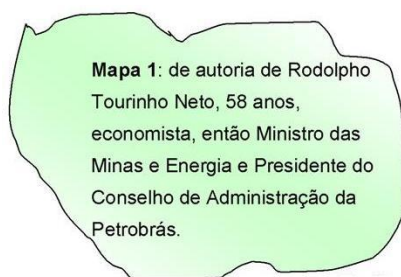 Mapa 1: de autoria de Rodolpho
Tourinho Neto, 58 anos,
economista, então Ministro das
Minas e Energia e Presidente do
Conselho de Administração da
Petrobrás.